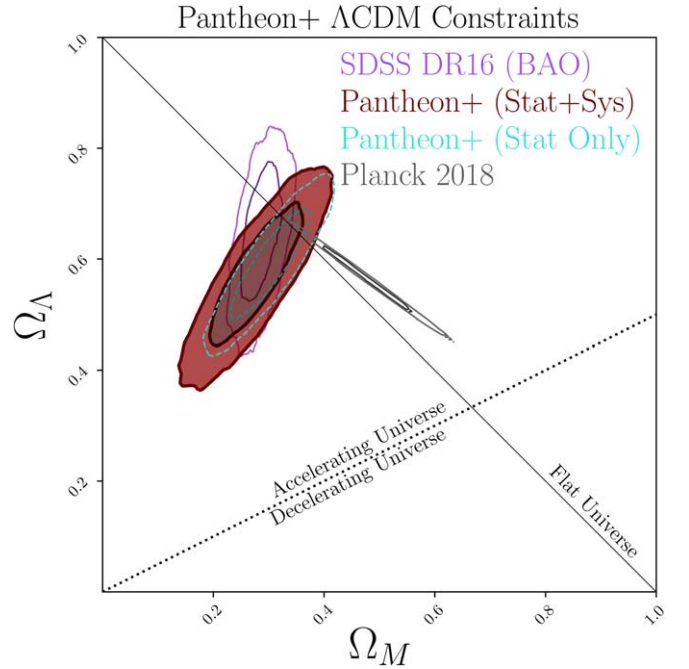 Pantheon+ ΛCDM Constraints
SDSS DR16 (BAO)
Pantheon+ (Stat+Sys)
Pantheon+ (Stat Only)
Planck 2018
1.0
0.8
0.6
0.4
0.2
Ω_Λ
Accelerating Universe
Decelerating Universe
Flat Universe
0.2
0.4
0.6
0.8
1.0
Ω_M